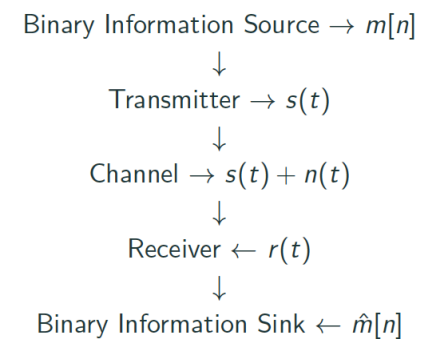 Binary Information Source → m[n]
↓
Transmitter → s(t)
↓
Channel → s(t) + n(t)
↓
Receiver ← r(t)
↓
Binary Information Sink ← m̂[n]